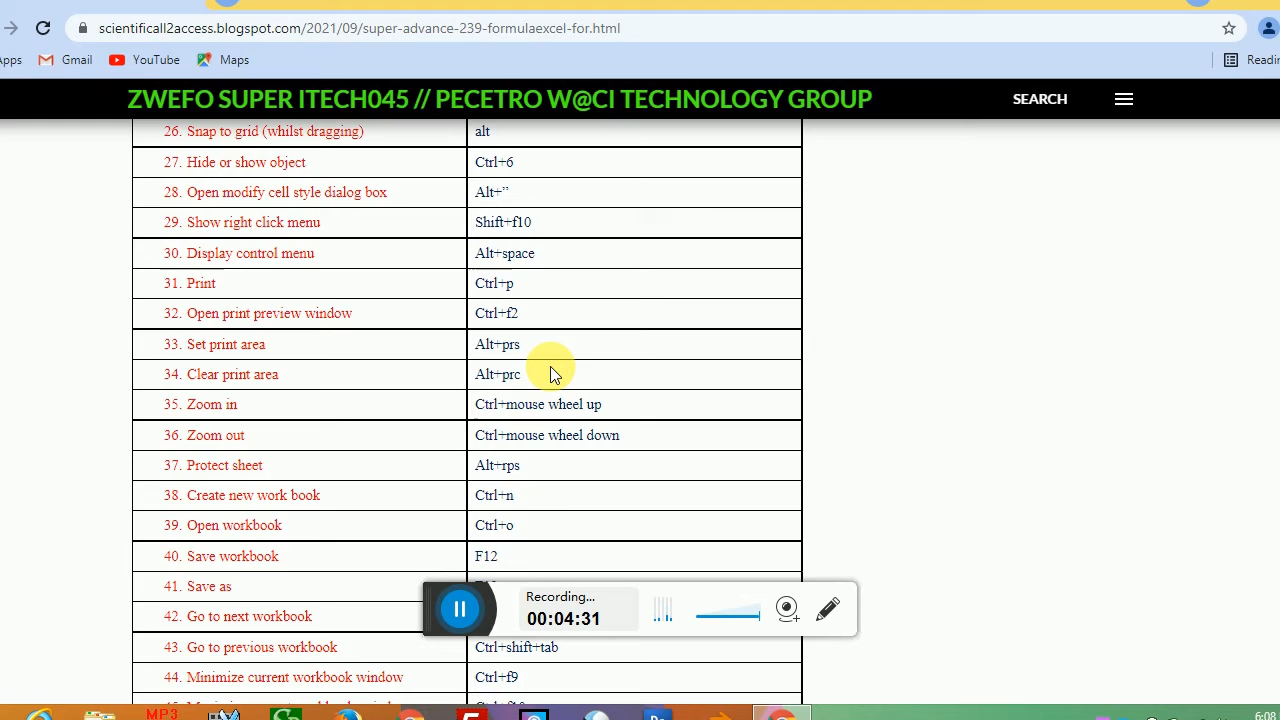 scientificall2access.blogspot.com/2021/09/super-advance-239-formulaexcel-for.html
Apps Gmail YouTube Maps
ZWEFO SUPER ITECH045 // PECETRO W@CI TECHNOLOGY GROUP SEARCH
26. Snap to grid (whilst dragging) alt
27. Hide or show object Ctrl+6
28. Open modify cell style dialog box Alt+”
29. Show right click menu Shift+f10
30. Display control menu Alt+space
31. Print Ctrl+p
32. Open print preview window Ctrl+f2
33. Set print area Alt+prs
34. Clear print area Alt+prc
35. Zoom in Ctrl+mouse wheel up
36. Zoom out Ctrl+mouse wheel down
37. Protect sheet Alt+rps
38. Create new work book Ctrl+n
39. Open workbook Ctrl+o
40. Save workbook F12
41. Save as
Recording...
00:04:31
42. Go to next workbook
43. Go to previous workbook Ctrl+shift+tab
44. Minimize current workbook window Ctrl+f9
MP3
6:08